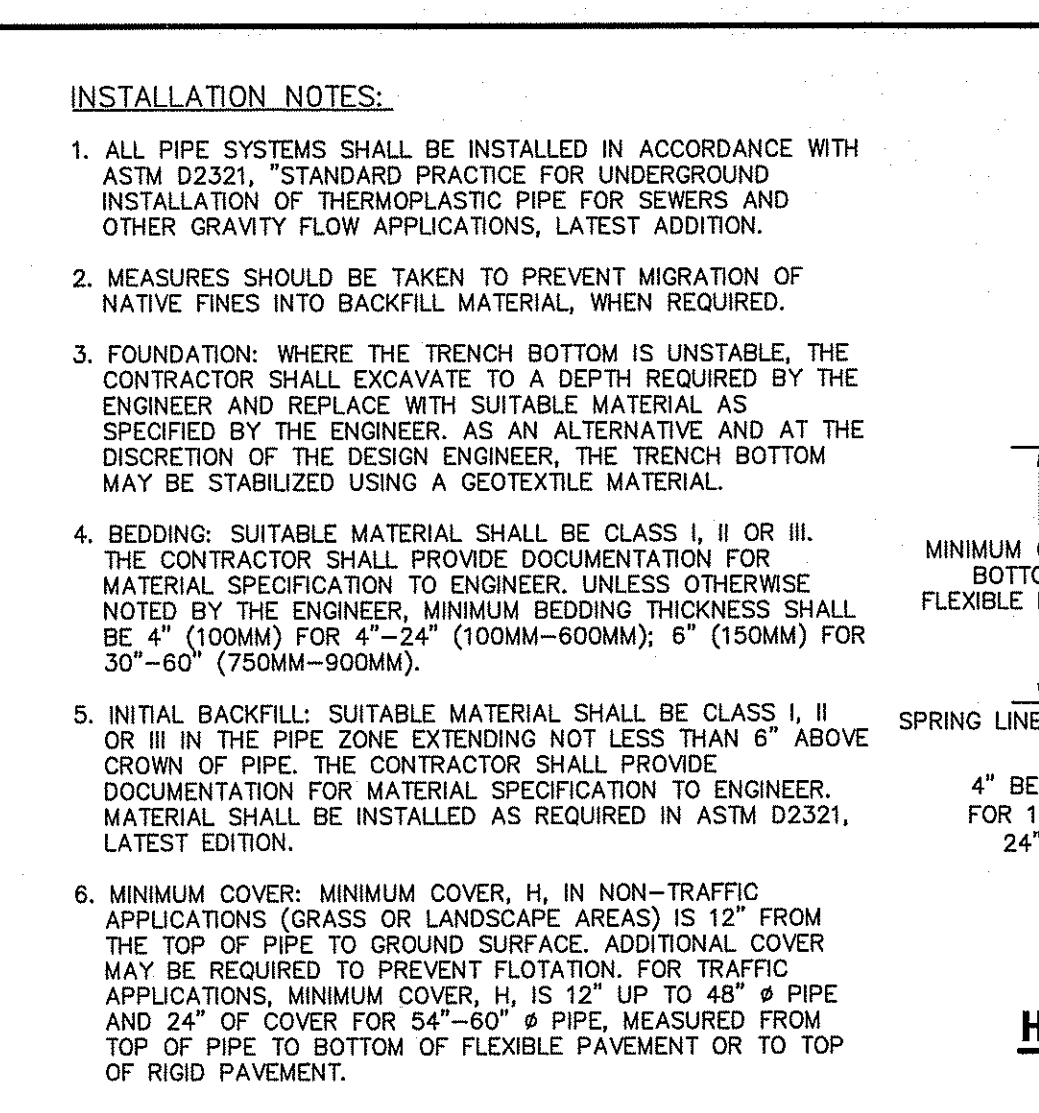 INSTALLATION NOTES:
1. ALL PIPE SYSTEMS SHALL BE INSTALLED IN ACCORDANCE WITH
ASTM D2321, "STANDARD PRACTICE FOR UNDERGROUND
INSTALLATION OF THERMOPLASTIC PIPE FOR SEWERS AND
OTHER GRAVITY FLOW APPLICATIONS, LATEST ADDITION.
2. MEASURES SHOULD BE TAKEN TO PREVENT MIGRATION OF
NATIVE FINES INTO BACKFILL MATERIAL, WHEN REQUIRED.
3. FOUNDATION: WHERE THE TRENCH BOTTOM IS UNSTABLE, THE
CONTRACTOR SHALL EXCAVATE TO A DEPTH REQUIRED BY THE
ENGINEER AND REPLACE WITH SUITABLE MATERIAL AS
SPECIFIED BY THE ENGINEER. AS AN ALTERNATIVE AND AT THE
DISCRETION OF THE DESIGN ENGINEER, THE TRENCH BOTTOM
MAY BE STABILIZED USING A GEOTEXTILE MATERIAL.
4. BEDDING: SUITABLE MATERIAL SHALL BE CLASS I, II OR III.
THE CONTRACTOR SHALL PROVIDE DOCUMENTATION FOR
MATERIAL SPECIFICATION TO ENGINEER. UNLESS OTHERWISE
NOTED BY THE ENGINEER, MINIMUM BEDDING THICKNESS SHALL
BE 4" (100MM) FOR 4"-24" (100MM-600MM); 6" (150MM) FOR
30"-60" (750MM-900MM).
5. INITIAL BACKFILL: SUITABLE MATERIAL SHALL BE CLASS I, II
OR III IN THE PIPE ZONE EXTENDING NOT LESS THAN 6" ABOVE
CROWN OF PIPE. THE CONTRACTOR SHALL PROVIDE
DOCUMENTATION FOR MATERIAL SPECIFICATION TO ENGINEER.
MATERIAL SHALL BE INSTALLED AS REQUIRED IN ASTM D2321,
LATEST EDITION.
6. MINIMUM COVER: MINIMUM COVER, H, IN NON-TRAFFIC
APPLICATIONS (GRASS OR LANDSCAPE AREAS) IS 12" FROM
THE TOP OF PIPE TO GROUND SURFACE. ADDITIONAL COVER
MAY BE REQUIRED TO PREVENT FLOTATION. FOR TRAFFIC
APPLICATIONS, MINIMUM COVER, H, IS 12" UP TO 48" ø PIPE
AND 24" OF COVER FOR 54"-60" ø PIPE, MEASURED FROM
TOP OF PIPE TO BOTTOM OF FLEXIBLE PAVEMENT OR TO TOP
OF RIGID PAVEMENT.
MINIMUM
BOTTO
FLEXIBLE
SPRING LINE
4" BE
FOR 1
24"
H